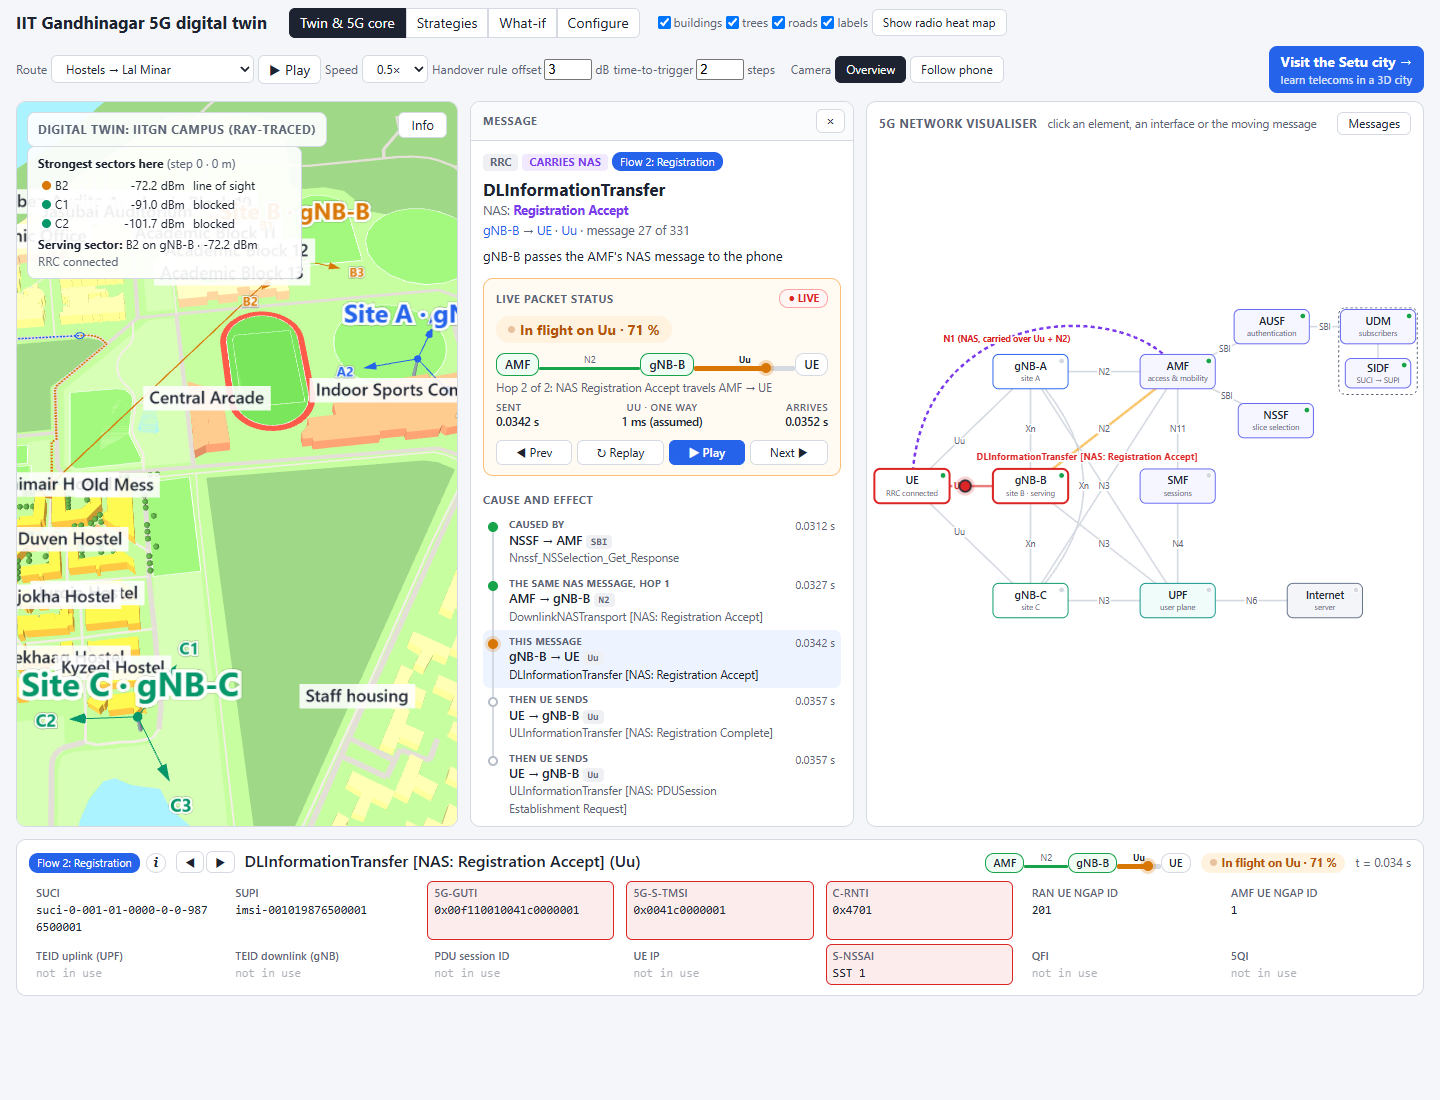 IIT Gandhinagar 5G digital twin
Twin & 5G core
Strategies
What-if
Configure
buildings
trees
roads
labels
Show radio heat map
Route
Hostels → Lal Minar
▶ Play
Speed
0.5×
Handover rule offset
3
dB time-to-trigger
2
steps
Camera
Overview
Follow phone
Visit the Setu city →
learn telecoms in a 3D city
DIGITAL TWIN: IITGN CAMPUS (RAY-TRACED)
Info
Strongest sectors here (step 0 · 0 m)
B2 -72.2 dBm line of sight
C1 -91.0 dBm blocked
C2 -101.7 dBm blocked
Serving sector: B2 on gNB-B · -72.2 dBm
RRC connected
gNB-B
Academic Block 11
12
Academic Block 13
B3
B2
Site A · gN
A2
Indoor Sports Con
Central Arcade
imair H
Old Mess
Duven Hostel
jokha Hostel
tel
ekhaa Hostel
Kyzeel Hostel
C1
Site C · gNB-C
C2
Staff housing
C3
MESSAGE
×
RRC
CARRIES NAS
Flow 2: Registration
DLInformationTransfer
NAS: Registration Accept
gNB-B → UE · Uu · message 27 of 331
gNB-B passes the AMF's NAS message to the phone
LIVE PACKET STATUS
LIVE
In flight on Uu · 71 %
AMF
N2
gNB-B
Uu
UE
Hop 2 of 2: NAS Registration Accept travels AMF → UE
SENT
UU · ONE WAY
ARRIVES
0.0342 s
1 ms (assumed)
0.0352 s
◀ Prev
↻ Replay
▶ Play
Next ▶
CAUSE AND EFFECT
CAUSED BY 0.0312 s
NSSF → AMF SBI
Nnssf_NSSelection_Get_Response
THE SAME NAS MESSAGE, HOP 1 0.0327 s
AMF → gNB-B N2
DownlinkNASTransport [NAS: Registration Accept]
THIS MESSAGE 0.0342 s
gNB-B → UE Uu
DLInformationTransfer [NAS: Registration Accept]
THEN UE SENDS 0.0357 s
UE → gNB-B Uu
ULInformationTransfer [NAS: Registration Complete]
THEN UE SENDS 0.0357 s
UE → gNB-B Uu
ULInformationTransfer [NAS: PDUSession
Establishment Request]
5G NETWORK VISUALISER
click an element, an interface or the moving message
Messages
N1 (NAS, carried over Uu + N2)
AUSF
authentication
SBI
UDM
subscribers
SBI
gNB-A
site A
N2
AMF
access & mobility
SIDF
SUCI → SUPI
SBI
NSSF
slice selection
Uu
Xn
N2
N11
DLInformationTransfer [NAS: Registration Accept]
UE
RRC connected
gNB-B
site B · serving
Xn
N3
SMF
sessions
Uu
Xn
N3
N4
gNB-C
site C
N3
UPF
user plane
N6
Internet
server
Flow 2: Registration
i
◀
▶
DLInformationTransfer [NAS: Registration Accept] (Uu)
AMF
N2
gNB-B
Uu
UE
In flight on Uu · 71 %
t = 0.034 s
SUCI
suci-0-001-01-0000-0-0-987
6500001
SUPI
imsi-001019876500001
5G-GUTI
0x00f110010041c0000001
5G-S-TMSI
0x0041c0000001
C-RNTI
0x4701
RAN UE NGAP ID
201
AMF UE NGAP ID
1
TEID uplink (UPF)
not in use
TEID downlink (gNB)
not in use
PDU session ID
not in use
UE IP
not in use
S-NSSAI
SST 1
QFI
not in use
5QI
not in use